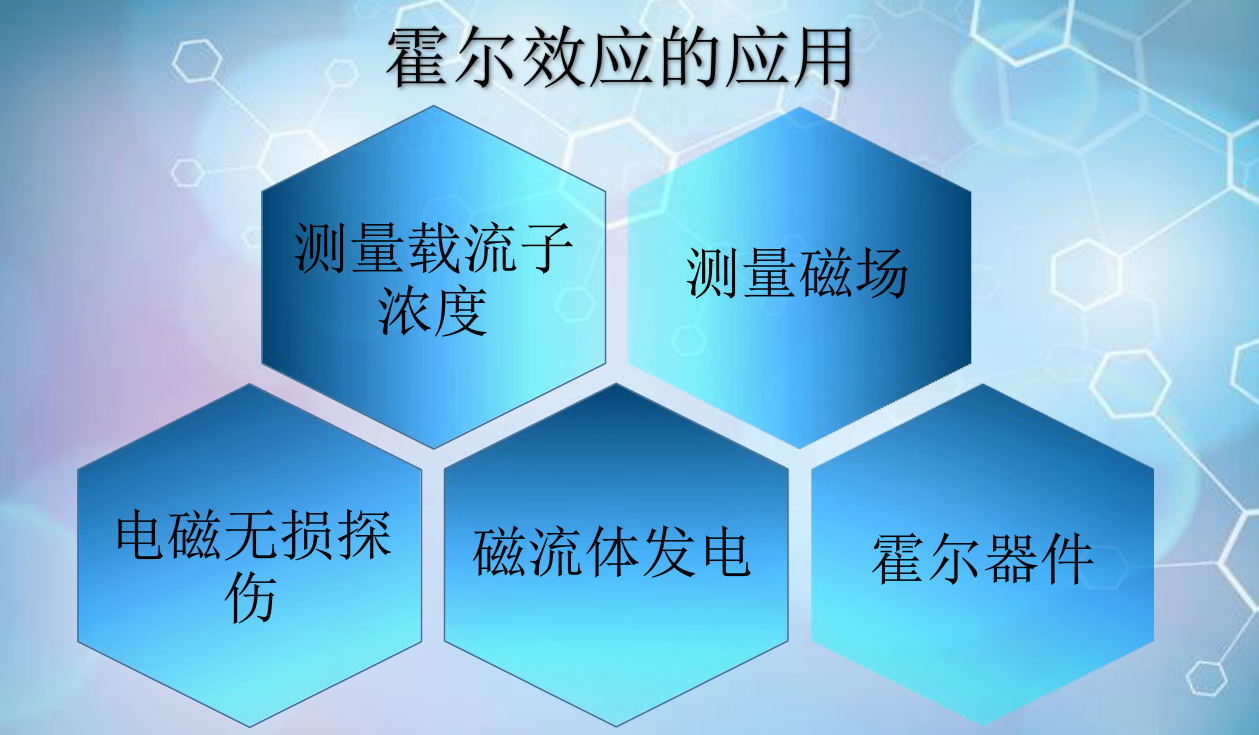 霍尔效应的应用
测量载流子
浓度
测量磁场
电磁无损探
伤
磁流体发电
霍尔器件